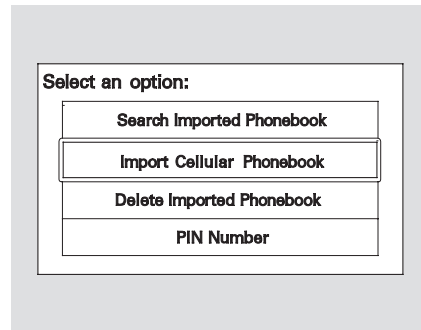 Select an option:
Search Imported Phonebook
Import Cellular Phonebook
Delete Imported Phonebook
PIN Number